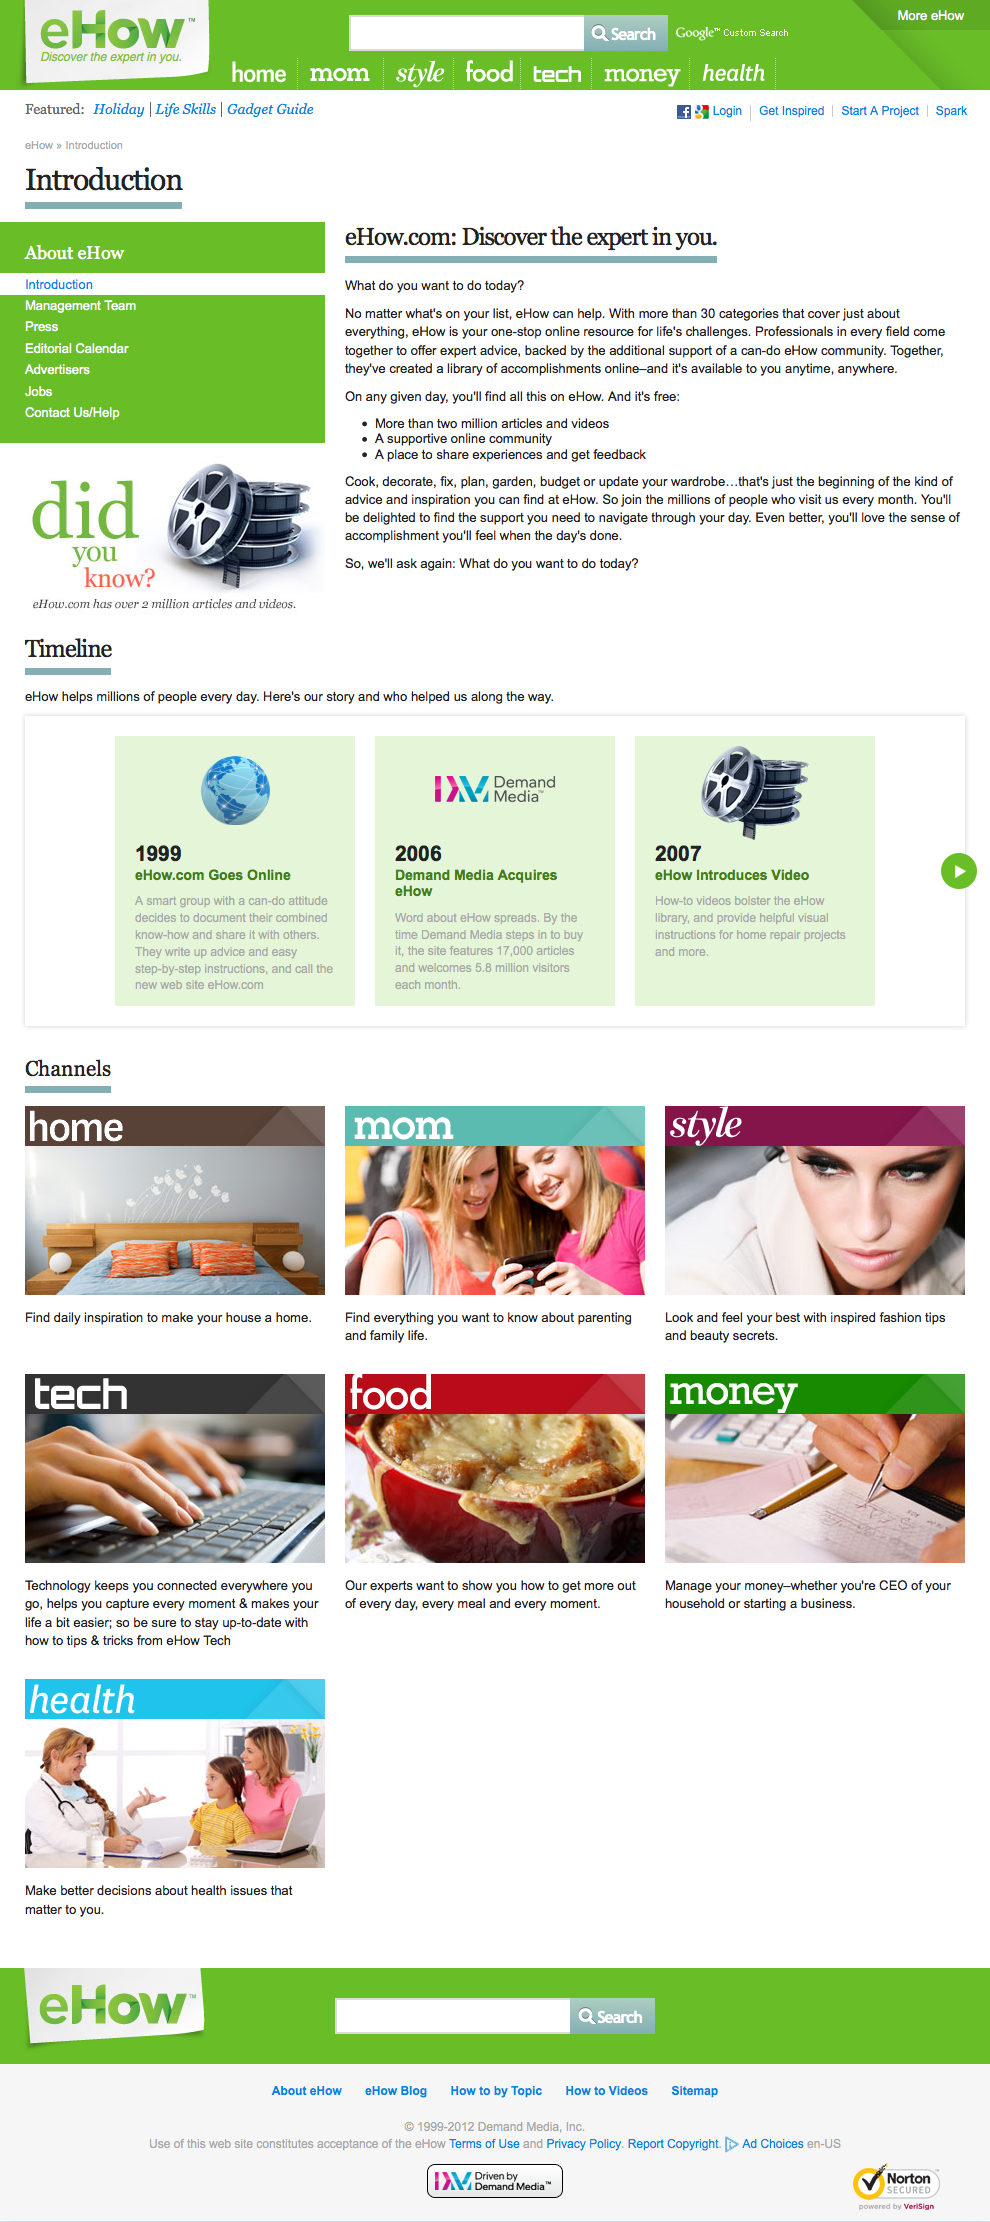 eHow™
Discover the expert in you.
Search
Google™ Custom Search
More eHow
home
mom
style
food
tech
money
health
Featured: Holiday | Life Skills | Gadget Guide
Login | Get Inspired | Start A Project | Spark
eHow » Introduction
Introduction
About eHow
Introduction
Management Team
Press
Editorial Calendar
Advertisers
Jobs
Contact Us/Help
did
you
know?
eHow.com has over 2 million articles and videos.
eHow.com: Discover the expert in you.
What do you want to do today?
No matter what's on your list, eHow can help. With more than 30 categories that cover just about
everything, eHow is your one-stop online resource for life's challenges. Professionals in every field come
together to offer expert advice, backed by the additional support of a can-do eHow community. Together,
they've created a library of accomplishments online–and it's available to you anytime, anywhere.
On any given day, you'll find all this on eHow. And it's free:
• More than two million articles and videos
• A supportive online community
• A place to share experiences and get feedback
Cook, decorate, fix, plan, garden, budget or update your wardrobe…that's just the beginning of the kind of
advice and inspiration you can find at eHow. So join the millions of people who visit us every month. You'll
be delighted to find the support you need to navigate through your day. Even better, you'll love the sense of
accomplishment you'll feel when the day's done.
So, we'll ask again: What do you want to do today?
Timeline
eHow helps millions of people every day. Here's our story and who helped us along the way.
1999
eHow.com Goes Online
A smart group with a can-do attitude
decides to document their combined
know-how and share it with others.
They write up advice and easy
step-by-step instructions, and call the
new web site eHow.com
Demand
Media™
2006
Demand Media Acquires
eHow
Word about eHow spreads. By the
time Demand Media steps in to buy
it, the site features 17,000 articles
and welcomes 5.8 million visitors
each month.
2007
eHow Introduces Video
How-to videos bolster the eHow
library, and provide helpful visual
instructions for home repair projects
and more.
Channels
home
Find daily inspiration to make your house a home.
mom
Find everything you want to know about parenting
and family life.
style
Look and feel your best with inspired fashion tips
and beauty secrets.
tech
Technology keeps you connected everywhere you
go, helps you capture every moment & makes your
life a bit easier; so be sure to stay up-to-date with
how to tips & tricks from eHow Tech
food
Our experts want to show you how to get more out
of every day, every meal and every moment.
money
Manage your money–whether you're CEO of your
household or starting a business.
health
Make better decisions about health issues that
matter to you.
eHow™
Search
About eHow
eHow Blog
How to by Topic
How to Videos
Sitemap
© 1999-2012 Demand Media, Inc.
Use of this web site constitutes acceptance of the eHow Terms of Use and Privacy Policy. Report Copyright. Ad Choices en-US
Driven by
Demand Media™
Norton
SECURED
powered by VeriSign